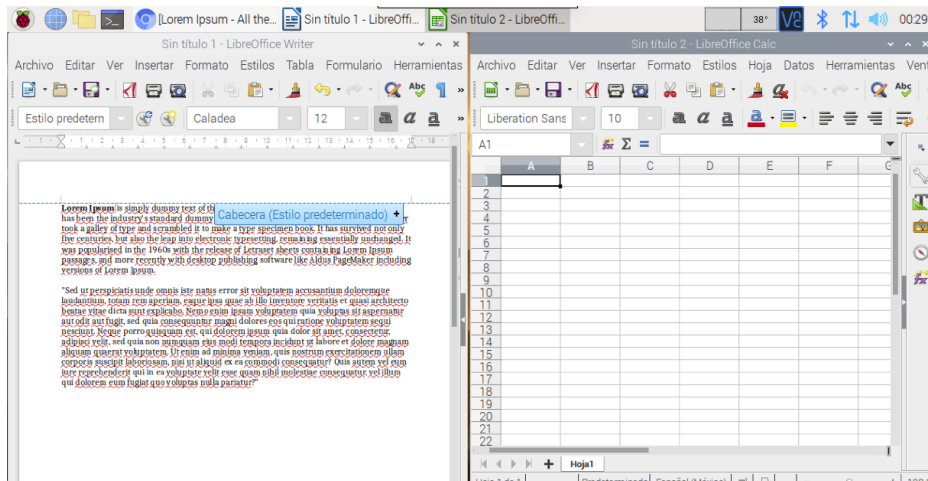 [Lorem Ipsum - All the...
Sin título 1 - LibreOffi...
Sin título 2 - LibreOffi...
38°
V2
00:29
Sin título 1 - LibreOffice Writer
Archivo Editar Ver Insertar Formato Estilos Tabla Formulario Herramientas
Estilo predetern
Caladea
12
a a a
Lorem Ipsum is simply dummy text of th
Cabecera (Estilo predeterminado) +
has been the industry's standard dummy
took a galley of type and scrambled it to make a type specimen book. It has survived not only
five centuries, but also the leap into electronic typesetting, remaining essentially unchanged. It
was popularised in the 1960s with the release of Letraset sheets containing Lorem Ipsum
passages, and more recently with desktop publishing software like Aldus PageMaker including
versions of Lorem Ipsum.
"Sed ut perspiciatis unde omnis iste natus error sit voluptatem accusantium doloremque
laudantium, totam rem aperiam, eaque ipsa quae ab illo inventore veritatis et quasi architecto
beatae vitae dicta sunt explicabo. Nemo enim ipsam voluptatem quia voluptas sit aspernatur
aut odit aut fugit, sed quia consequuntur magni dolores eos qui ratione voluptatem sequi
nesciunt. Neque porro quisquam est, qui dolorem ipsum quia dolor sit amet, consectetur,
adipisci velit, sed quia non numquam eius modi tempora incidunt ut labore et dolore magnam
aliquam quaerat voluptatem. Ut enim ad minima veniam, quis nostrum exercitationem ullam
corporis suscipit laboriosam, nisi ut aliquid ex ea commodi consequatur? Quis autem vel eum
iure reprehenderit qui in ea voluptate velit esse quam nihil molestiae consequatur, vel illum
qui dolorem eum fugiat quo voluptas nulla pariatur?"
Sin título 2 - LibreOffice Calc
Archivo Editar Ver Insertar Formato Estilos Hoja Datos Herramientas Vent
Liberation Sans
10
a a a
A1
A B C D E F G
1
2
3
4
5
6
7
8
9
10
11
12
13
14
15
16
17
18
19
20
21
22
Hoja1